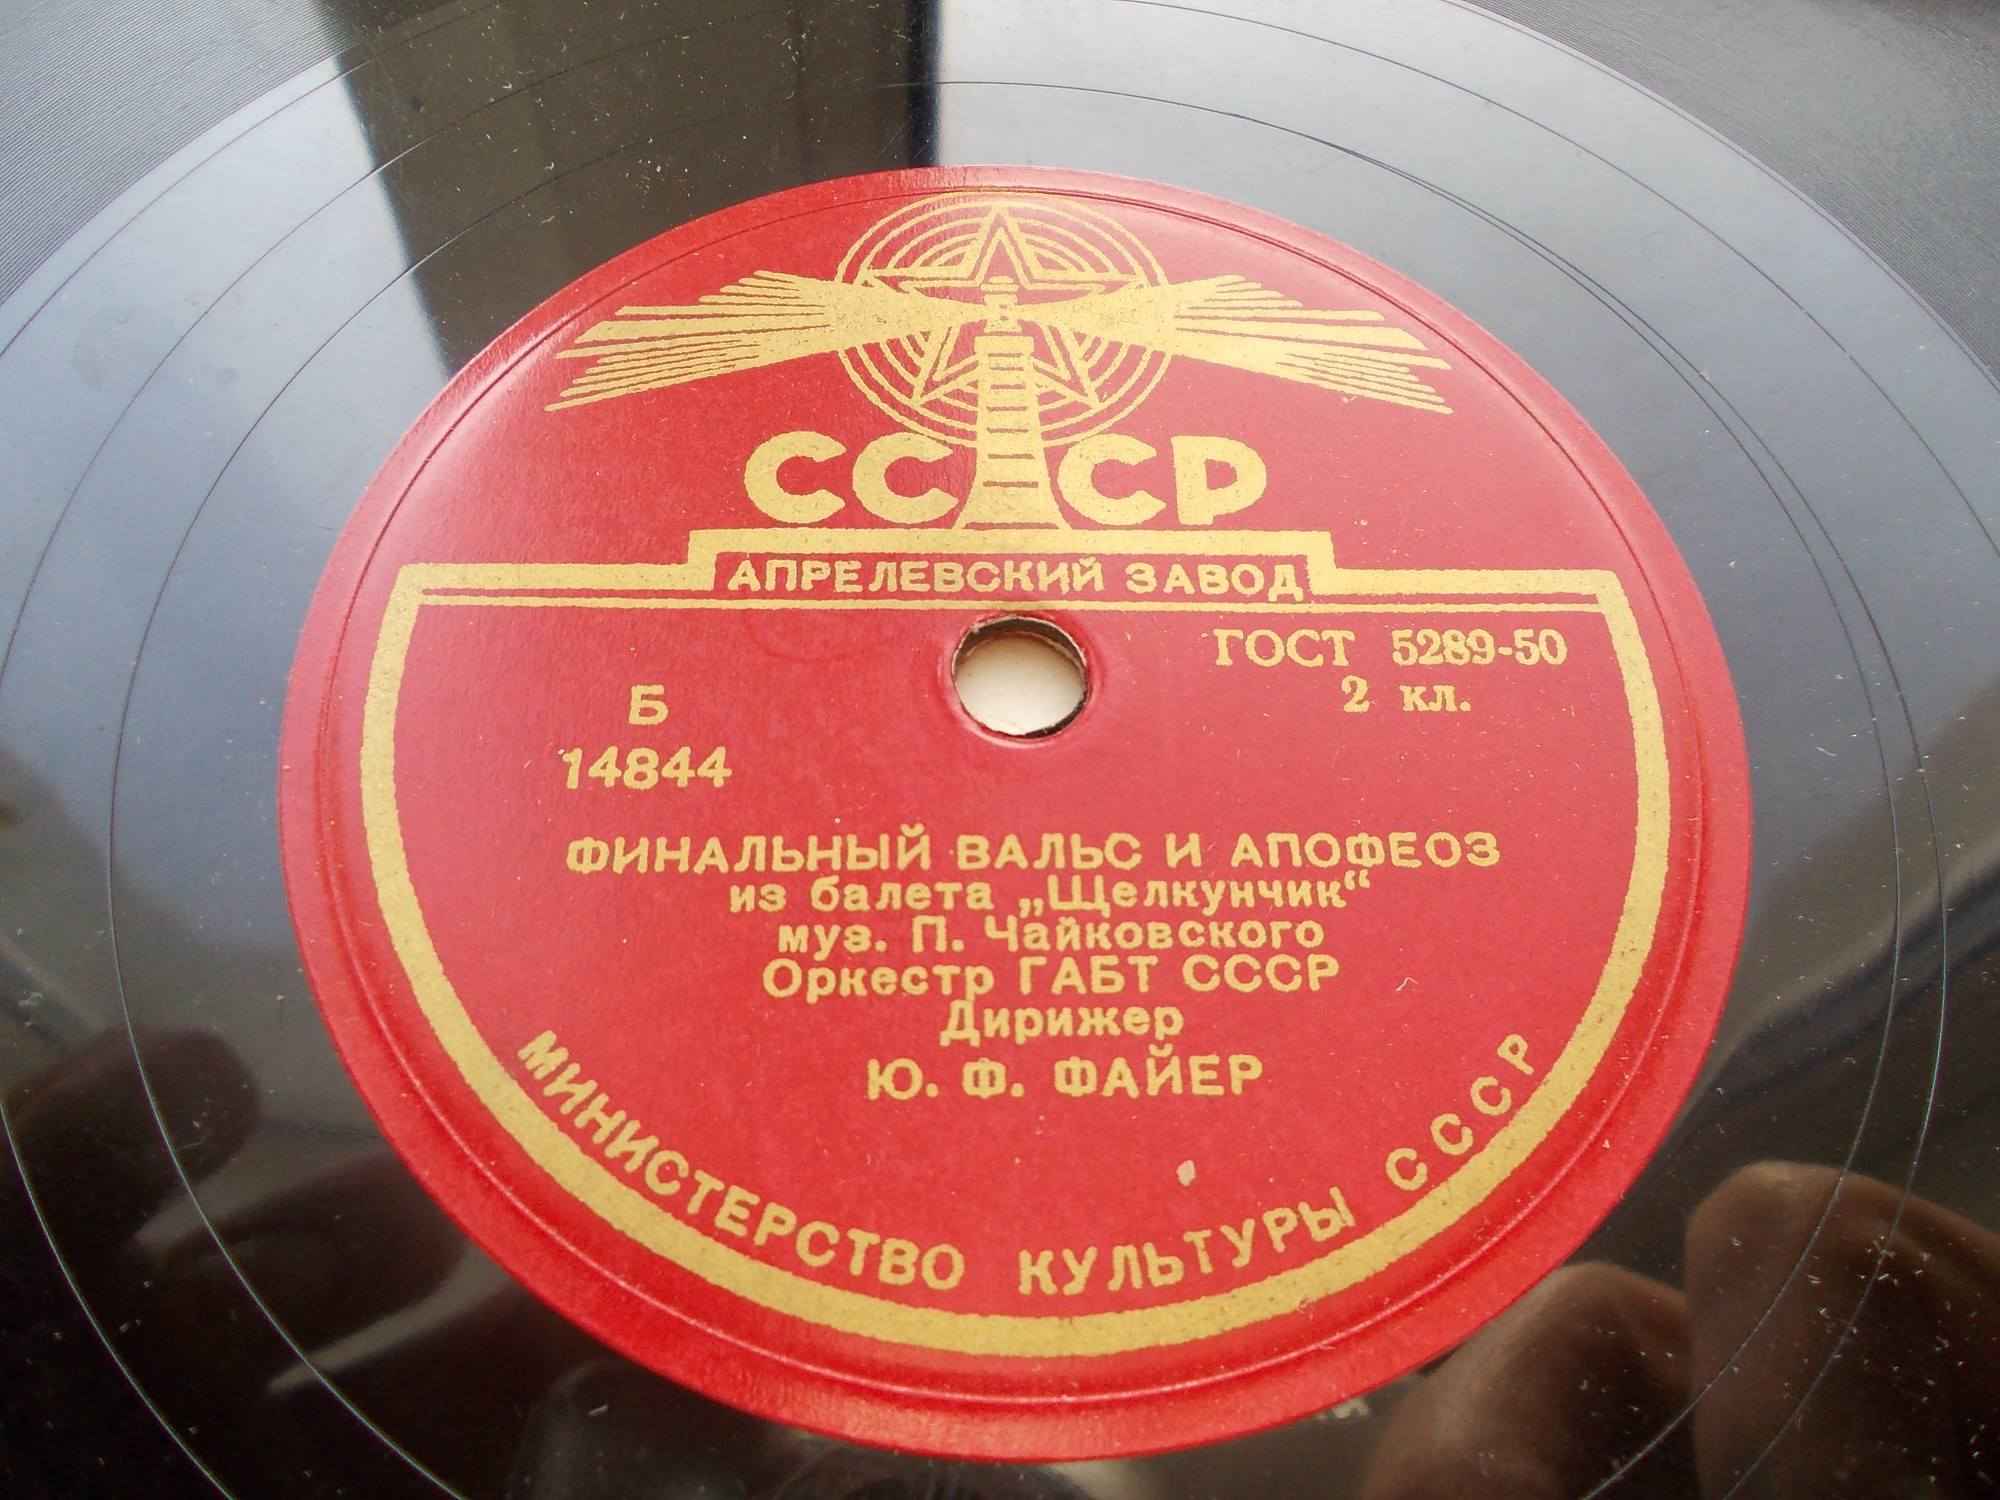 СССР
АПРЕЛЕВСКИЙ ЗАВОД
ГОСТ 5289-50
2 кл.
Б
14844
ФИНАЛЬНЫЙ ВАЛЬС И АПОФЕОЗ
из балета „Щелкунчик“
муз. П. Чайковского
Оркестр ГАБТ СССР
Дирижер
Ю. Ф. ФАЙЕР
МИНИСТЕРСТВО КУЛЬТУРЫ СССР